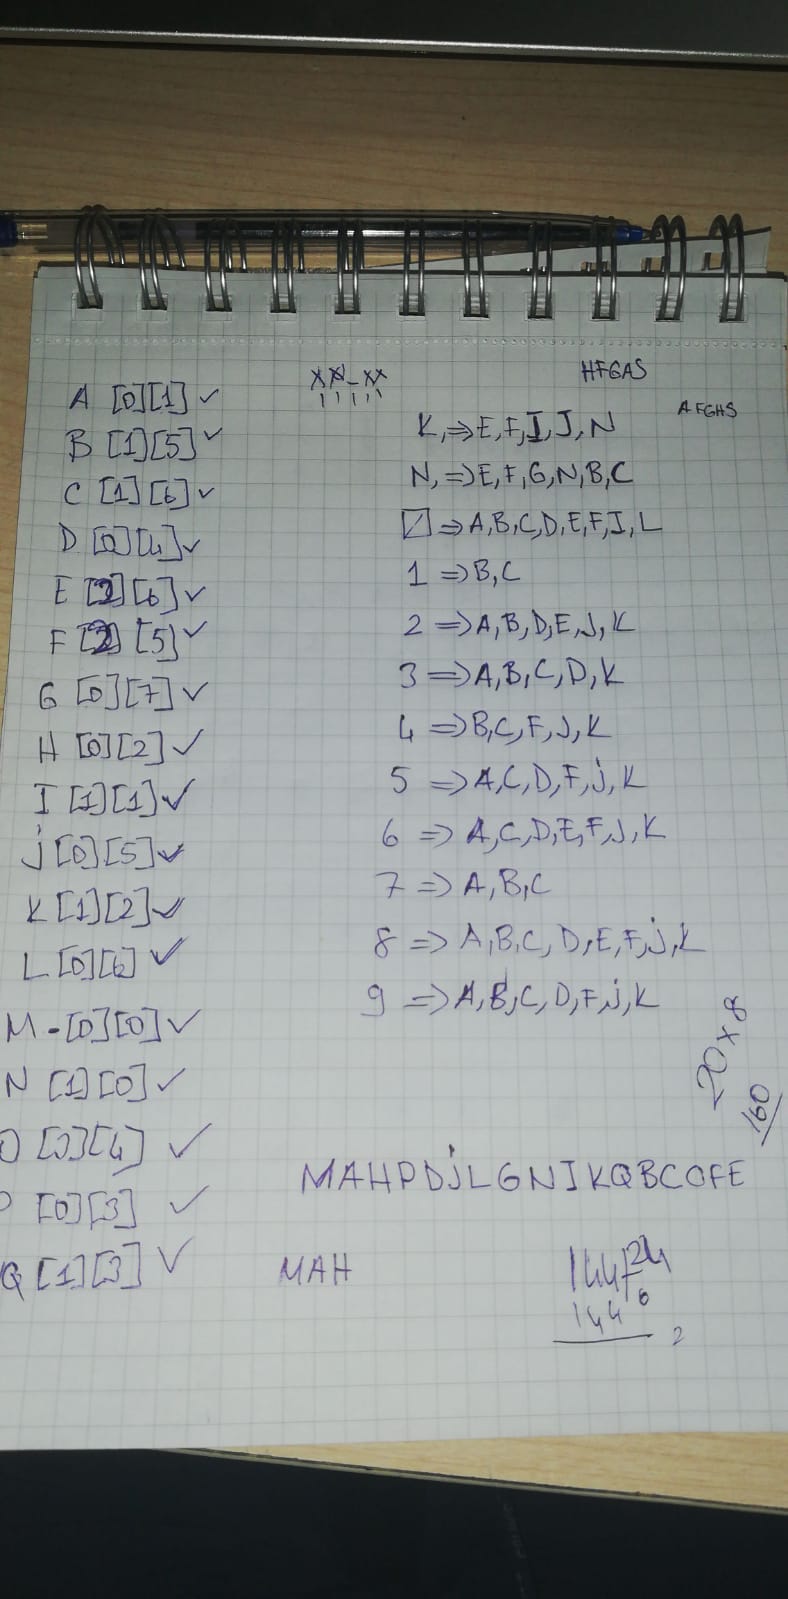 A [0][1] ✓
B [1][5] ✓
C [1][6] ✓
D [0][4] ✓
E [2][6] ✓
F [2][5] ✓
G [0][7] ✓
H [0][2] ✓
I [1][1] ✓
j [0][5] ✓
K [1][2] ✓
L [0][6] ✓
M - [0][0] ✓
N [1][0] ✓
O [2][4] ✓
P [0][3] ✓
Q [1][3] ✓
XX-XX
HFGAS
AFGHS
K, => E, F, I, J, N
N, => E, F, G, N, B, C
=> A, B, C, D, E, F, I, L
1 => B, C
2 => A, B, D, E, J, K
3 => A, B, C, D, K
4 => B, C, F, J, K
5 => A, C, D, F, j, K
6 => A, C, D, E, F, J, K
7 => A, B, C
8 => A, B, C, D, E, F, j, K
9 => A, B, C, D, F, j, K
20 x 8
160
MAHPDjLGNIKQBCOFE
MAH
144 24
144 6
2